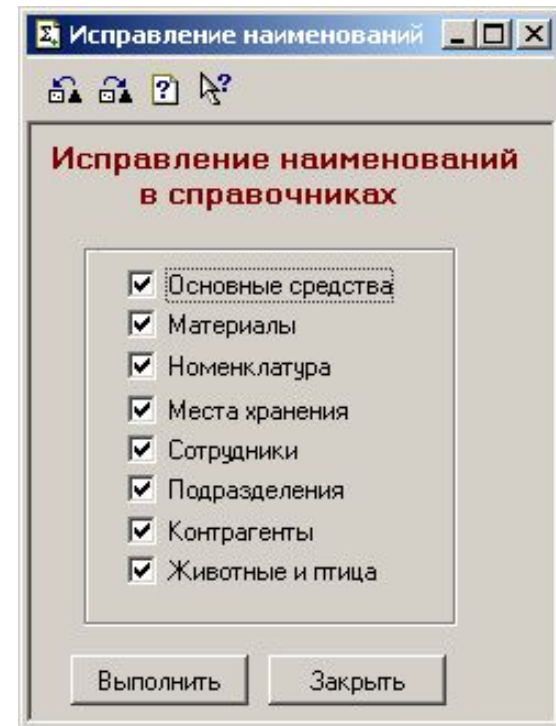 Исправление наименований
Исправление наименований
в справочниках
Основные средства
Материалы
Номенклатура
Места хранения
Сотрудники
Подразделения
Контрагенты
Животные и птица
Выполнить
Закрыть